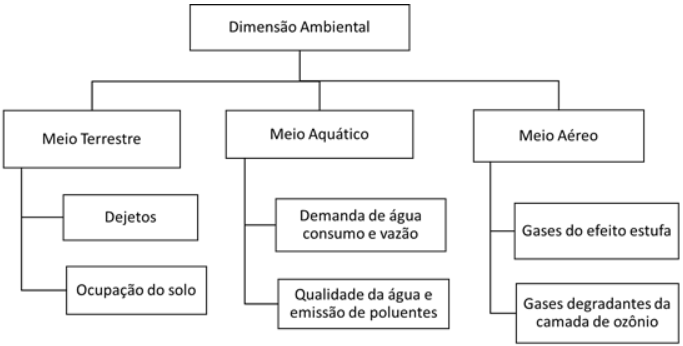 Dimensão Ambiental
Meio Terrestre
Meio Aquático
Meio Aéreo
Dejetos
Ocupação do solo
Demanda de água
consumo e vazão
Qualidade da água e
emissão de poluentes
Gases do efeito estufa
Gases degradantes da
camada de ozônio